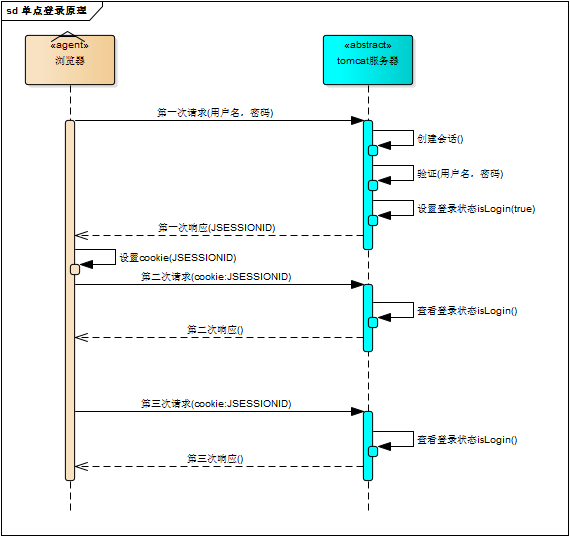 sd 单点登录原理
«agent»
浏览器
«abstract»
tomcat服务器
第一次请求(用户名，密码)
创建会话()
验证(用户名，密码)
设置登录状态isLogin(true)
第一次响应(JSESSIONID)
设置cookie(JSESSIONID)
第二次请求(cookie:JSESSIONID)
查看登录状态isLogin()
第二次响应()
第三次请求(cookie:JSESSIONID)
查看登录状态isLogin()
第三次响应()